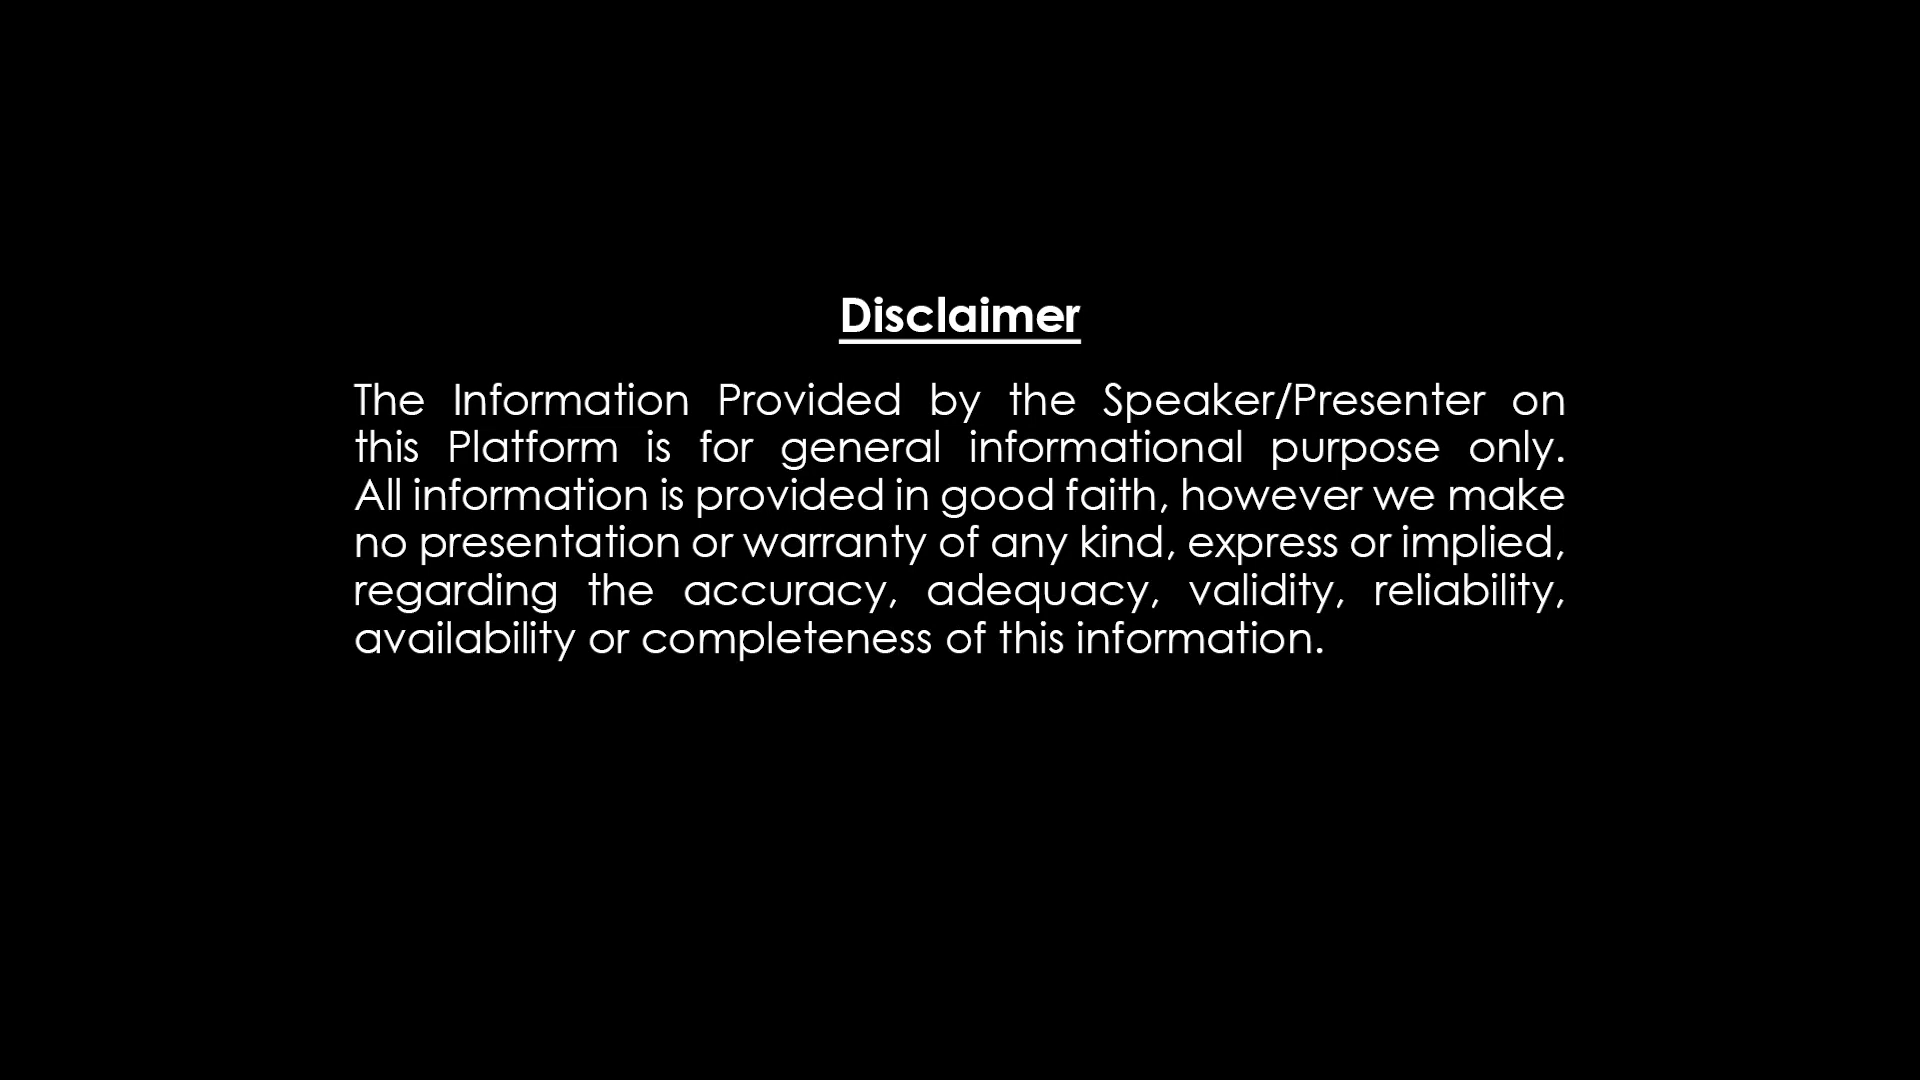 Disclaimer
The Information Provided by the Speaker/Presenter on
this Platform is for general informational purpose only.
All information is provided in good faith, however we make
no presentation or warranty of any kind, express or implied,
regarding the accuracy, adequacy, validity, reliability,
availability or completeness of this information.